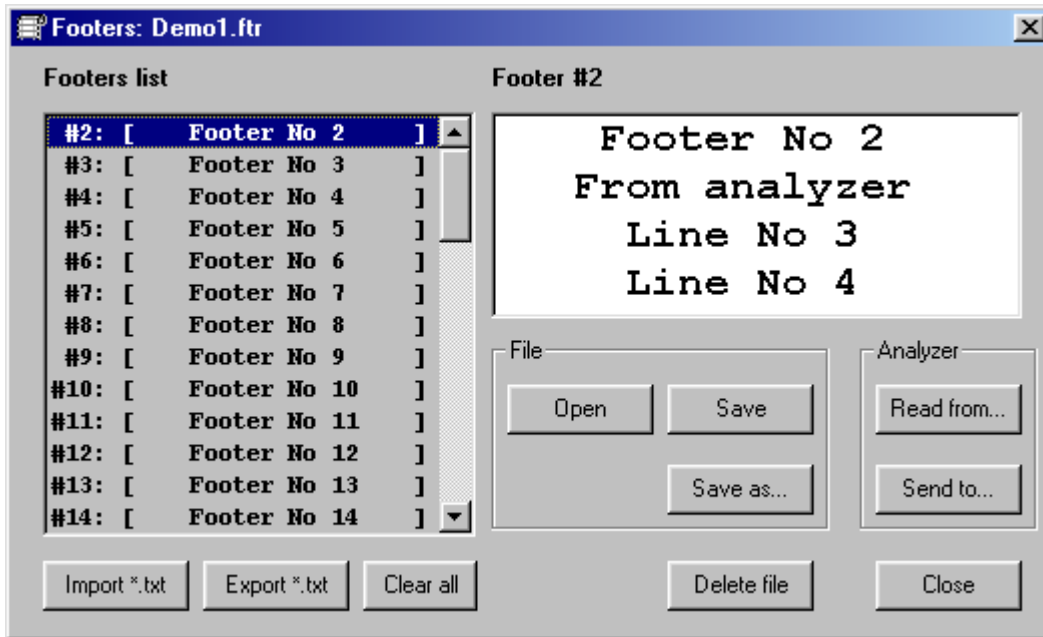 Footers: Demo1.ftr
Footers list
#2: [ Footer No 2 ]
#3: [ Footer No 3 ]
#4: [ Footer No 4 ]
#5: [ Footer No 5 ]
#6: [ Footer No 6 ]
#7: [ Footer No 7 ]
#8: [ Footer No 8 ]
#9: [ Footer No 9 ]
#10: [ Footer No 10 ]
#11: [ Footer No 11 ]
#12: [ Footer No 12 ]
#13: [ Footer No 13 ]
#14: [ Footer No 14 ]
Footer #2
Footer No 2
From analyzer
Line No 3
Line No 4
File
Open
Save
Save as...
Analyzer
Read from...
Send to...
Import *.txt
Export *.txt
Clear all
Delete file
Close